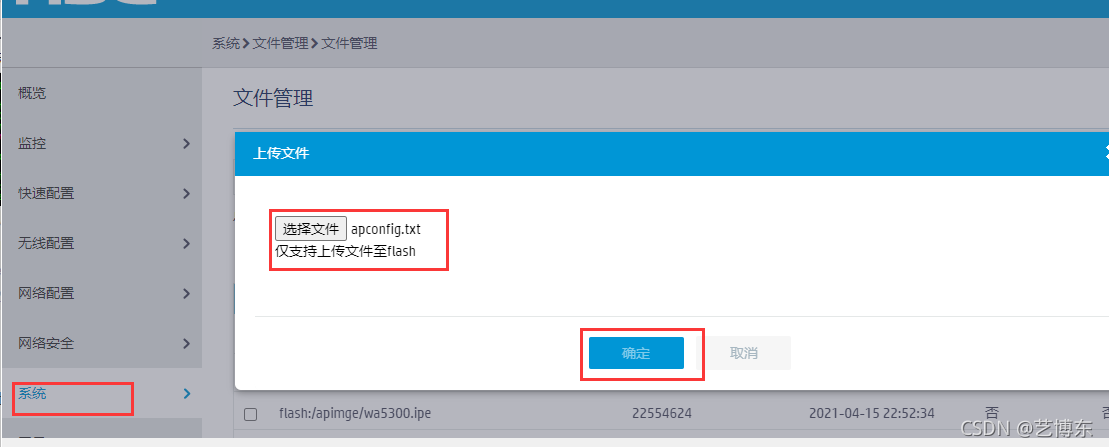 系统 > 文件管理 > 文件管理
概览
监控
快速配置
无线配置
网络配置
网络安全
系统
文件管理
上传文件
选择文件 apconfig.txt
仅支持上传文件至flash
确定 取消
flash:/apimge/wa5300.ipe 22554624 2021-04-15 22:52:34 否
CSDN @艺博东